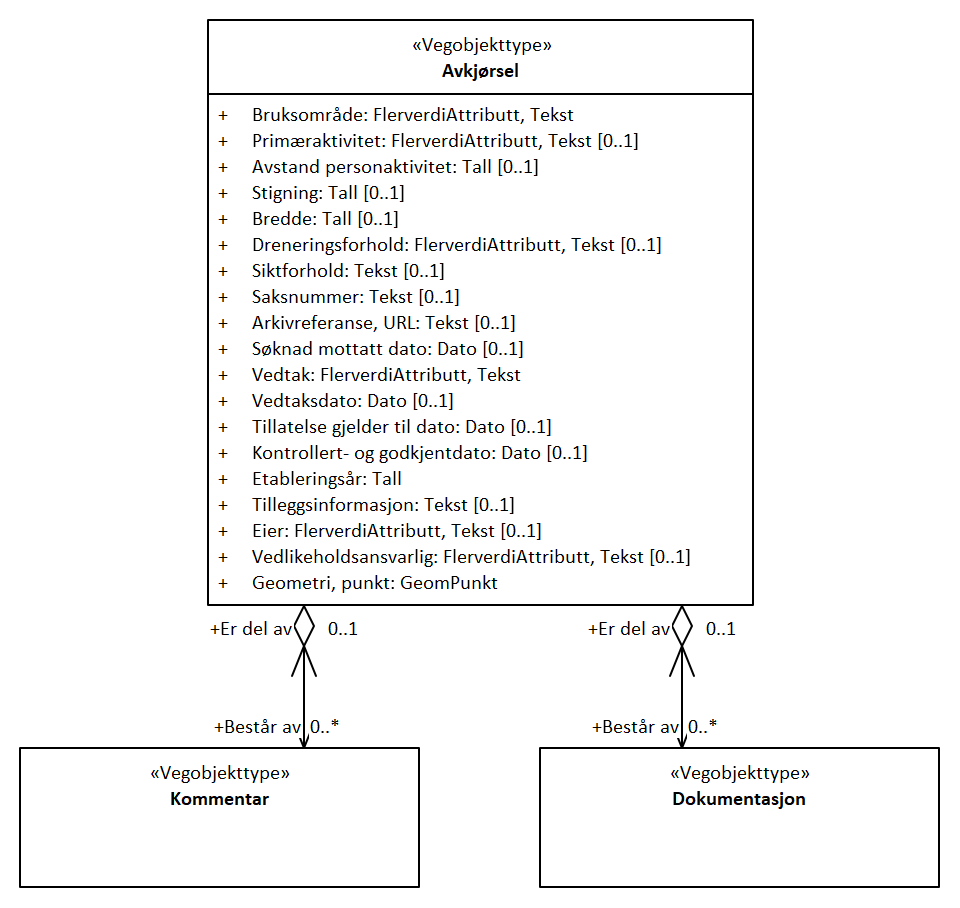 «Vegobjekttype»
Avkjørsel
+ Bruksområde: FlerverdiAttributt, Tekst
+ Primæraktivitet: FlerverdiAttributt, Tekst [0..1]
+ Avstand personaktivitet: Tall [0..1]
+ Stigning: Tall [0..1]
+ Bredde: Tall [0..1]
+ Dreneringsforhold: FlerverdiAttributt, Tekst [0..1]
+ Siktforhold: Tekst [0..1]
+ Saksnummer: Tekst [0..1]
+ Arkivreferanse, URL: Tekst [0..1]
+ Søknad mottatt dato: Dato [0..1]
+ Vedtak: FlerverdiAttributt, Tekst
+ Vedtaksdato: Dato [0..1]
+ Tillatelse gjelder til dato: Dato [0..1]
+ Kontrollert- og godkjentdato: Dato [0..1]
+ Etableringsår: Tall
+ Tilleggsinformasjon: Tekst [0..1]
+ Eier: FlerverdiAttributt, Tekst [0..1]
+ Vedlikeholdsansvarlig: FlerverdiAttributt, Tekst [0..1]
+ Geometri, punkt: GeomPunkt
+Er del av 0..1
+Er del av 0..1
+Består av 0..*
+Består av 0..*
«Vegobjekttype»
Kommentar
«Vegobjekttype»
Dokumentasjon